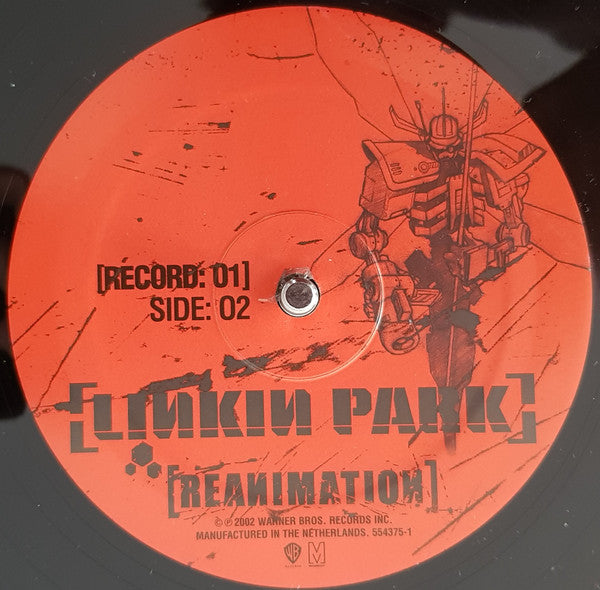 [RECORD: 01]
SIDE: 02
[LINKIN PARK]
[REANIMATION]
© ℗ 2002 WARNER BROS. RECORDS INC.
MANUFACTURED IN THE NETHERLANDS. 554375-1